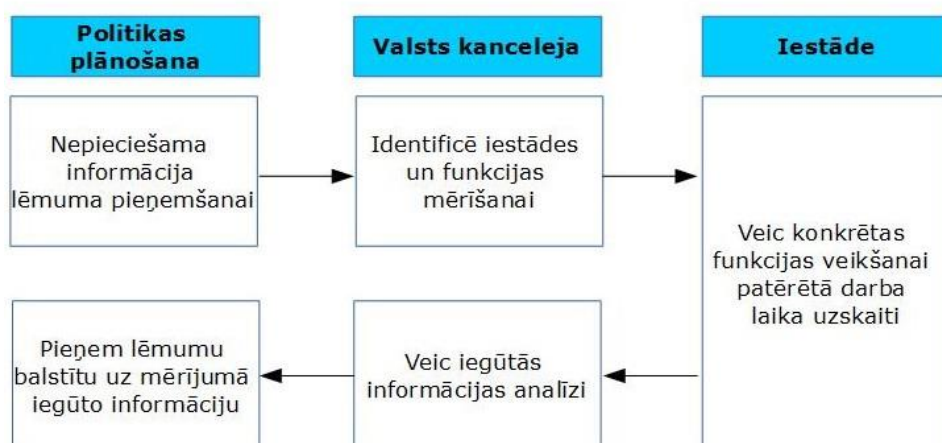 Politikas
plānošana
Valsts kanceleja
Iestāde
Nepieciešama
informācija
lēmuma pieņemšanai
Identificē iestādes
un funkcijas
mērīšanai
Veic konkrētas
funkcijas veikšanai
patērētā darba
laika uzskaiti
Veic iegūtās
informācijas analīzi
Pieņem lēmumu
balstītu uz mērījumā
iegūto informāciju